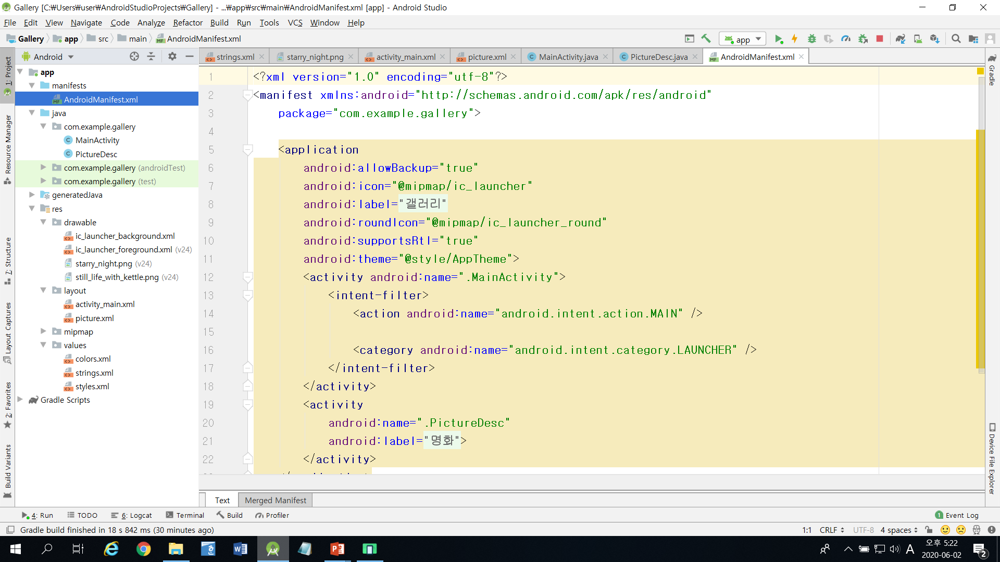 Gallery [C:₩Users₩user₩AndroidStudioProjects₩Gallery] - ...₩app₩src₩main₩AndroidManifest.xml [app] - Android Studio
File Edit View Navigate Code Analyze Refactor Build Run Tools VCS Window Help
Gallery app src main AndroidManifest.xml
app
Android
strings.xml starry_night.png activity_main.xml picture.xml MainActivity.java PictureDesc.java AndroidManifest.xml
1: Project
Resource Manager
7: Structure
Layout Captures
2: Favorites
Build Variants
app
manifests
AndroidManifest.xml
java
com.example.gallery
MainActivity
PictureDesc
com.example.gallery (androidTest)
com.example.gallery (test)
generatedJava
res
drawable
ic_launcher_background.xml
ic_launcher_foreground.xml (v24)
starry_night.png (v24)
still_life_with_kettle.png (v24)
layout
activity_main.xml
picture.xml
mipmap
values
colors.xml
strings.xml
styles.xml
Gradle Scripts
1 <?xml version="1.0" encoding="utf-8"?>
2 <manifest xmlns:android="http://schemas.android.com/apk/res/android"
3 package="com.example.gallery">
4
5 <application
6 android:allowBackup="true"
7 android:icon="@mipmap/ic_launcher"
8 android:label="갤러리"
9 android:roundIcon="@mipmap/ic_launcher_round"
10 android:supportsRtl="true"
11 android:theme="@style/AppTheme">
12 <activity android:name=".MainActivity">
13 <intent-filter>
14 <action android:name="android.intent.action.MAIN" />
15
16 <category android:name="android.intent.category.LAUNCHER" />
17 </intent-filter>
18 </activity>
19 <activity
20 android:name=".PictureDesc"
21 android:label="명화">
22 </activity>
Gradle
Device File Explorer
Text Merged Manifest
4: Run TODO 6: Logcat Terminal Build Profiler 1 Event Log
Gradle build finished in 18 s 842 ms (30 minutes ago) 1:1 CRLF UTF-8 4 spaces
A 오후 5:22
2020-06-02 2